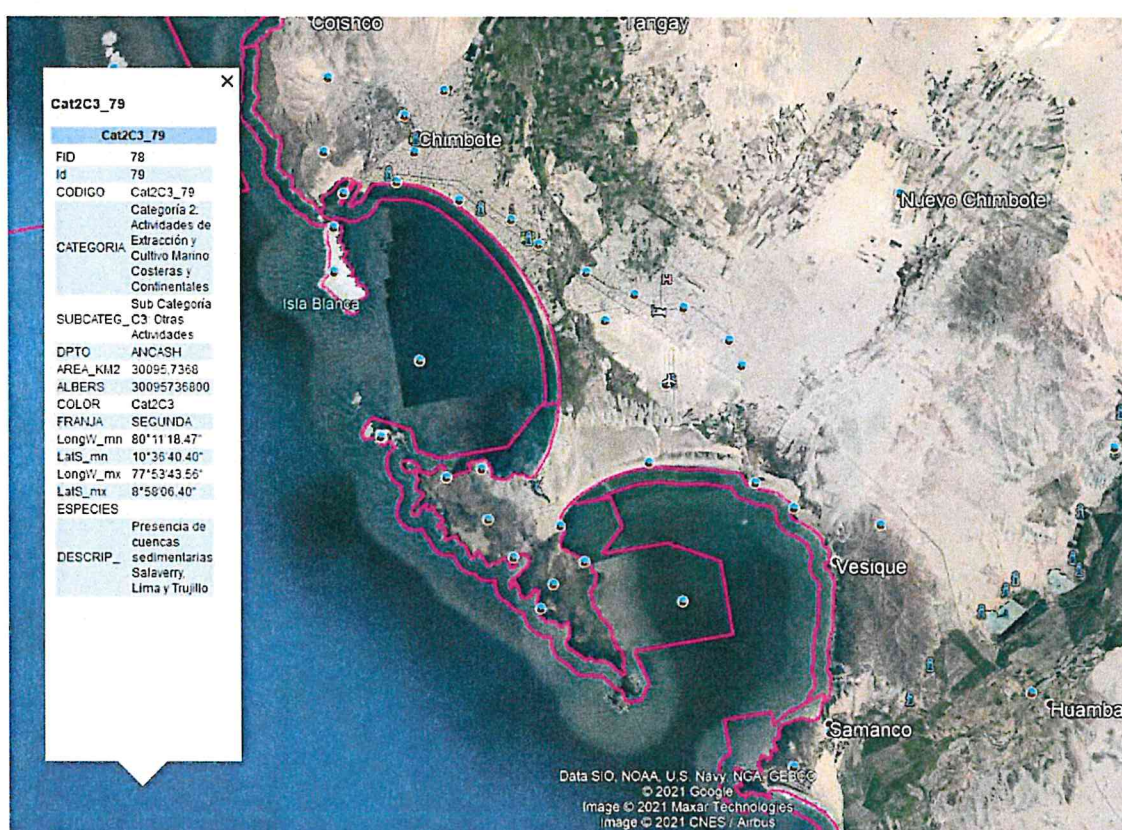 Coishco
Tangay
Cat2C3_79
Cat2C3_79
FID 78
Id 79
CODIGO Cat2C3_79
CATEGORIA Categoría 2:
Actividades de
Extracción y
Cultivo Marino
Costeras y
Continentales
SUBCATEG_ Sub Categoría
C3: Otras
Actividades
DPTO ANCASH
AREA_KM2 30095,7368
ALBERS 30095736800
COLOR Cat2C3
FRANJA SEGUNDA
LongW_mn 80°11'18.47"
LatS_mn 10°36'40.40"
LongW_mx 77°53'43.56"
LatS_mx 8°58'06.40"
ESPECIES
DESCRIP_ Presencia de
cuencas
sedimentarias
Salaverry,
Lima y Trujillo
Chimbote
Nuevo Chimbote
Isla Blanca
Vesique
Huamba
Samanco
Data SIO, NOAA, U.S. Navy, NGA, GEBCO
© 2021 Google
Image © 2021 Maxar Technologies
Image © 2021 CNES / Airbus